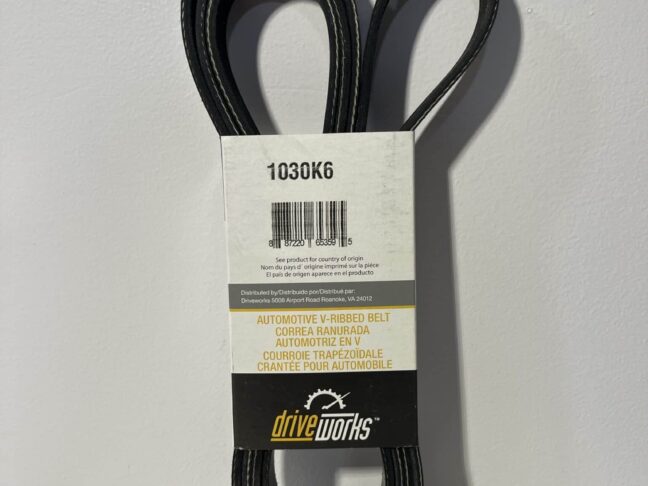 1030K6
8 87220 65359 5
See product for country of origin
Nom du pays d' origine imprimé sur la pièce
El país de origen aparece en el producto
Distributed by/Distribuido por/Distribué par:
Driveworks 5008 Airport Road Roanoke, VA 24012
AUTOMOTIVE V-RIBBED BELT
CORREA RANURADA
AUTOMOTRIZ EN V
COURROIE TRAPÉZOÏDALE
CRANTÉE POUR AUTOMOBILE
driveworks™